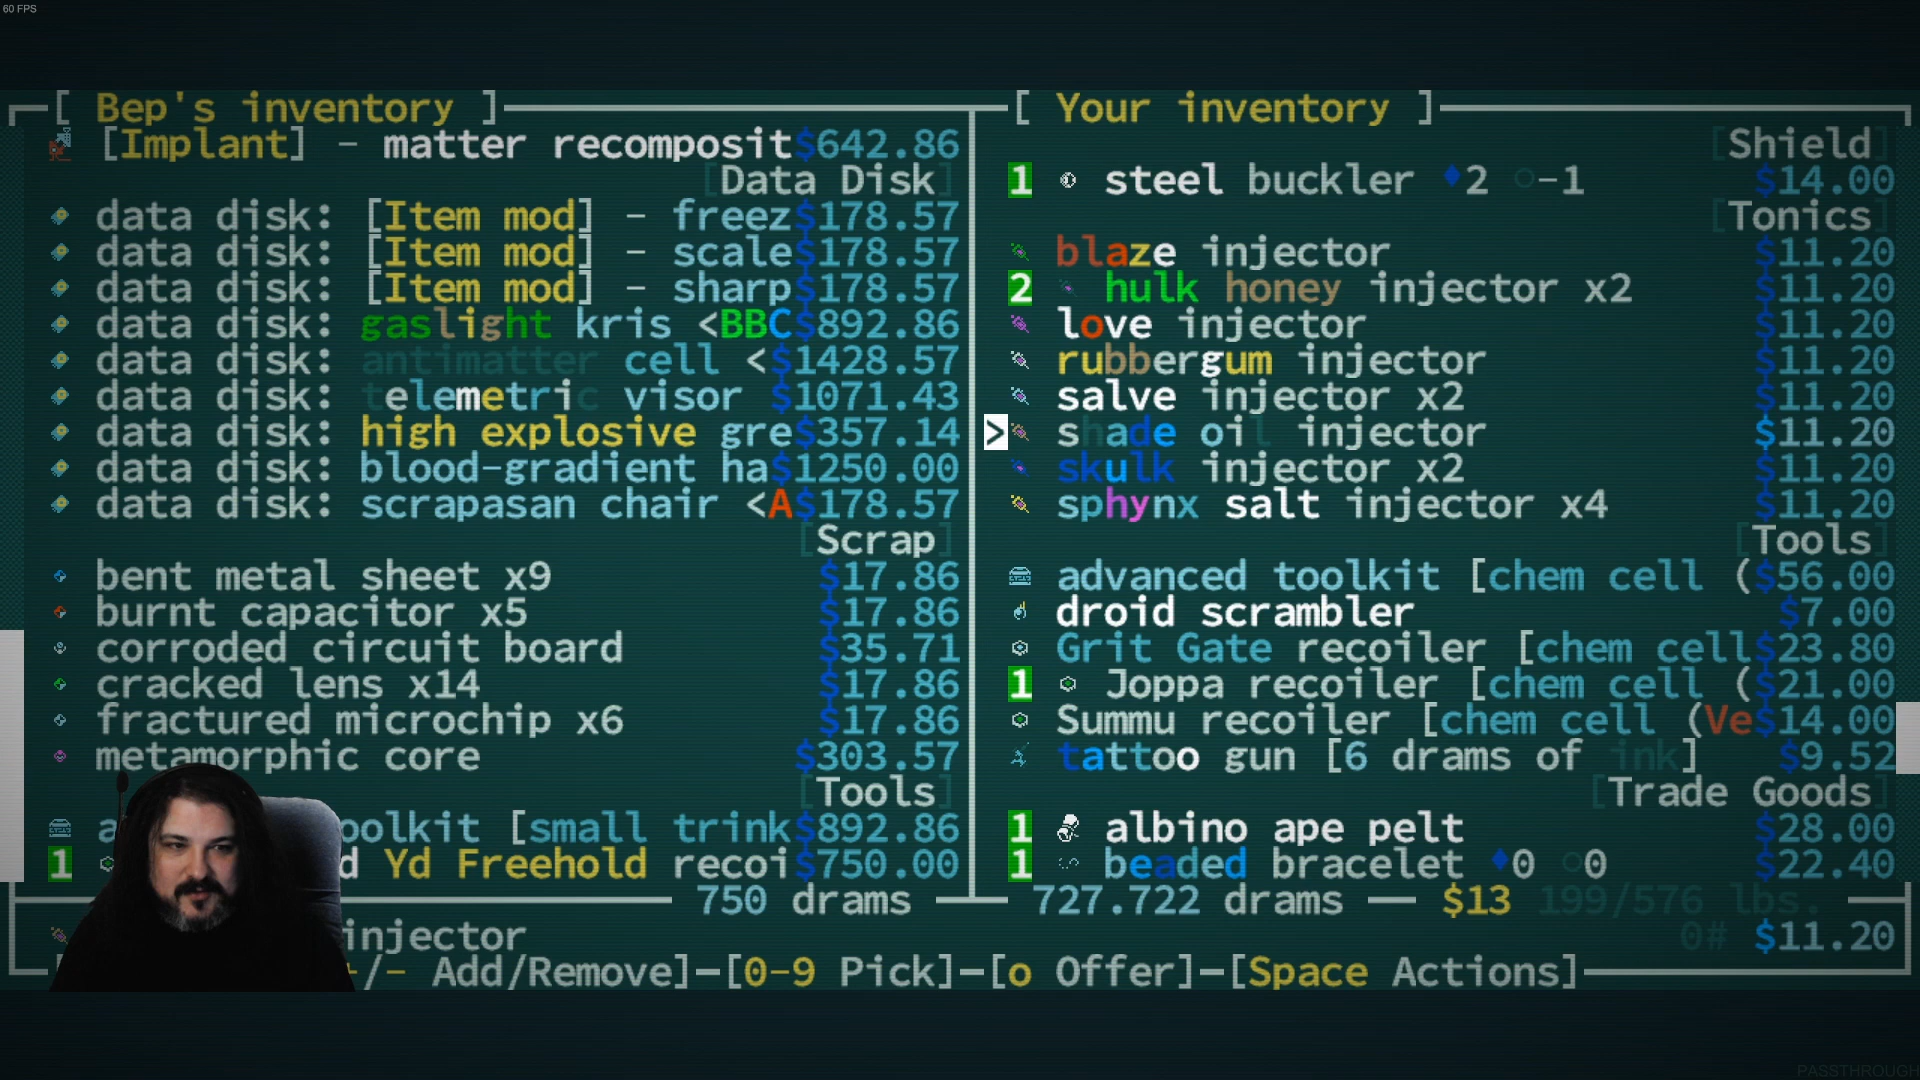 60 FPS
[ Bep's inventory ]
[Implant] - matter recomposit$642.86
[Data Disk]
data disk: [Item mod] - freez$178.57
data disk: [Item mod] - scale$178.57
data disk: [Item mod] - sharp$178.57
data disk: gaslight kris <BBC$892.86
data disk: antimatter cell <$1428.57
data disk: telemetric visor $1071.43
data disk: high explosive gre$357.14
data disk: blood-gradient ha$1250.00
data disk: scrapasan chair <A$178.57
[Scrap]
bent metal sheet x9 $17.86
burnt capacitor x5 $17.86
corroded circuit board $35.71
cracked lens x14 $17.86
fractured microchip x6 $17.86
metamorphic core $303.57
[Tools]
oolkit [small trink$892.86
1 d Yd Freehold recoi$750.00
750 drams
[ Your inventory ]
[Shield]
1 steel buckler ♦2 ○-1 $14.00
[Tonics]
blaze injector $11.20
2 hulk honey injector x2 $11.20
love injector $11.20
rubbergum injector $11.20
salve injector x2 $11.20
> shade oil injector $11.20
skulk injector x2 $11.20
sphynx salt injector x4 $11.20
[Tools]
advanced toolkit [chem cell ($56.00
droid scrambler $7.00
Grit Gate recoiler [chem cell$23.80
1 Joppa recoiler [chem cell ($21.00
Summu recoiler [chem cell (Ve$14.00
tattoo gun [6 drams of ink] $9.52
[Trade Goods]
1 albino ape pelt $28.00
1 beaded bracelet ♦0 ○0 $22.40
727.722 drams — $13 199/576 lbs.
injector 0# $11.20
+/- Add/Remove]-[0-9 Pick]-[o Offer]-[Space Actions]
PASSTHROUGH